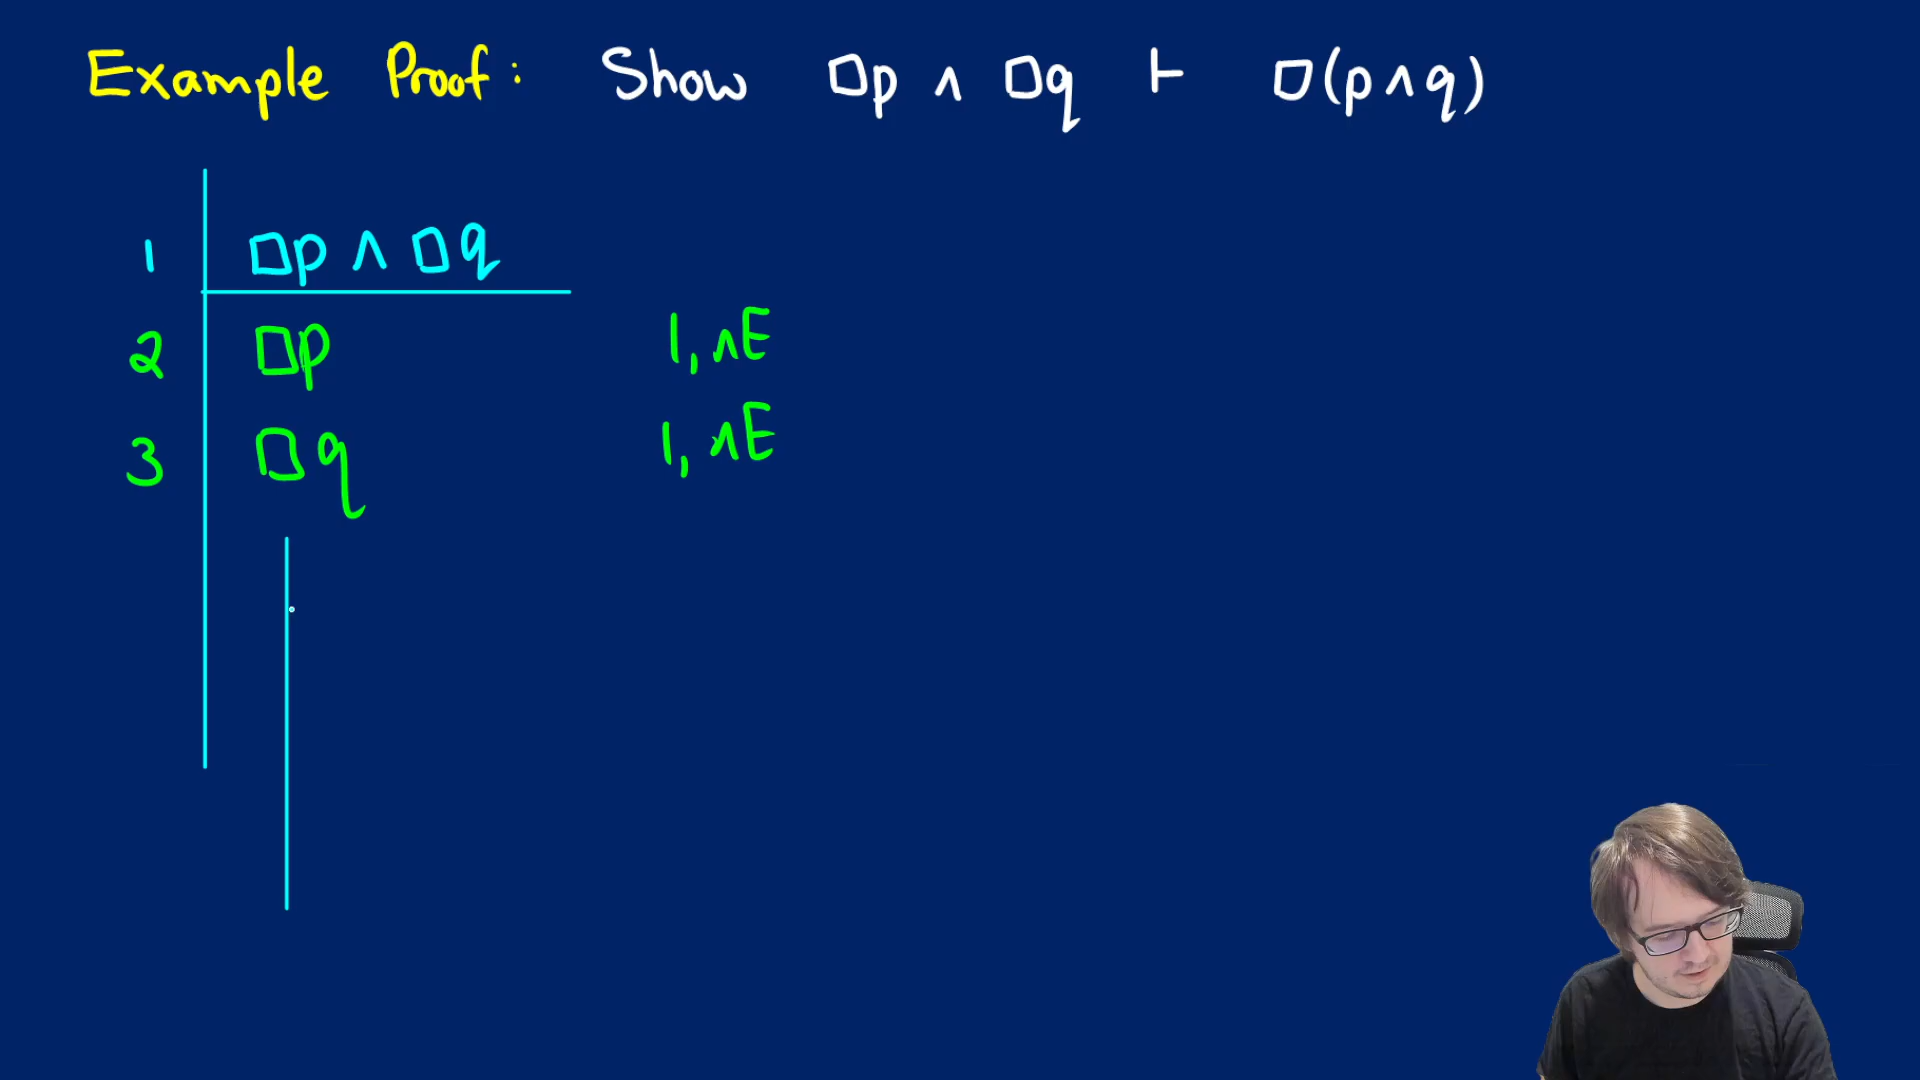 Example Proof: Show □p ∧ □q ⊢ □(p∧q)
1 □p ∧ □q
2 □p 1, ∧E
3 □q 1, ∧E